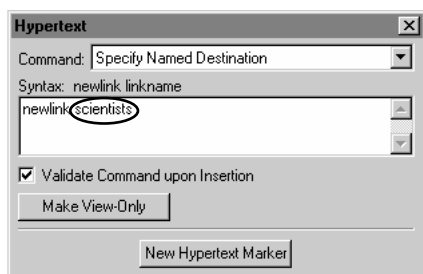 Hypertext
Command: Specify Named Destination
Syntax: newlink linkname
newlink scientists
Validate Command upon Insertion
Make View-Only
New Hypertext Marker